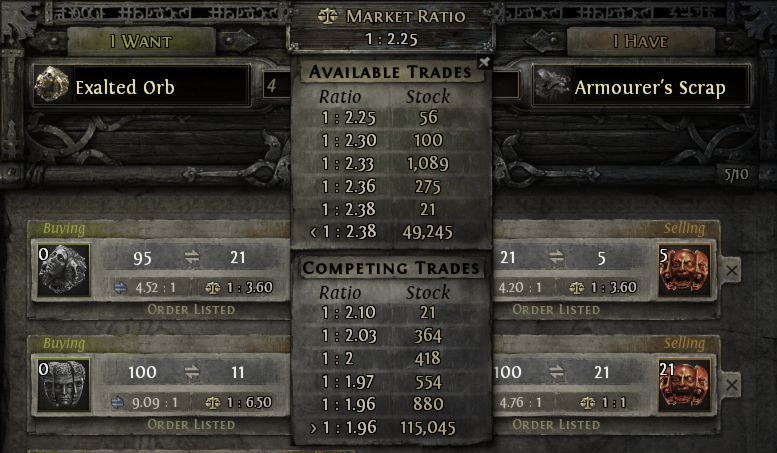 MARKET RATIO
1 : 2.25
I WANT
I HAVE
Exalted Orb
4
Armourer's Scrap
AVAILABLE TRADES
Ratio Stock
1 : 2.25 56
1 : 2.30 100
1 : 2.33 1,089
1 : 2.36 275
1 : 2.38 21
< 1 : 2.38 49,245
5/10
COMPETING TRADES
Ratio Stock
1 : 2.10 21
1 : 2.03 364
1 : 2 418
1 : 1.97 554
1 : 1.96 880
> 1 : 1.96 115,045
Buying
0 95 21
4.52 : 1 1 : 3.60
ORDER LISTED
Selling
21 5 5
4.20 : 1 1 : 3.60
ORDER LISTED
Buying
0 100 11
9.09 : 1 1 : 6.50
ORDER LISTED
Selling
100 21 21
4.76 : 1 1 : 1
ORDER LISTED